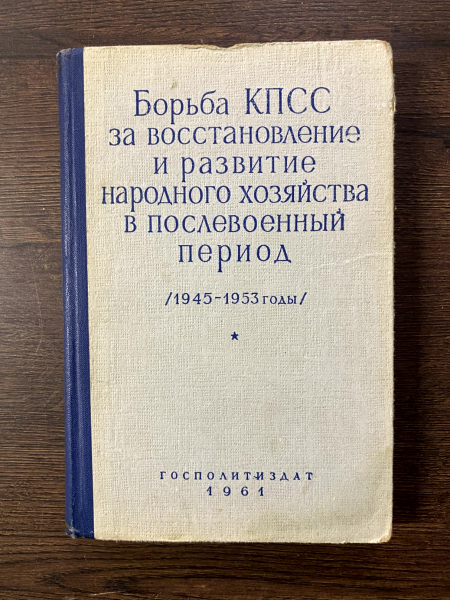 Борьба КПСС
за восстановление
и развитие
народного хозяйства
в послевоенный
период
/1945-1953 годы/
*
ГОСПОЛИТИЗДАТ
1961